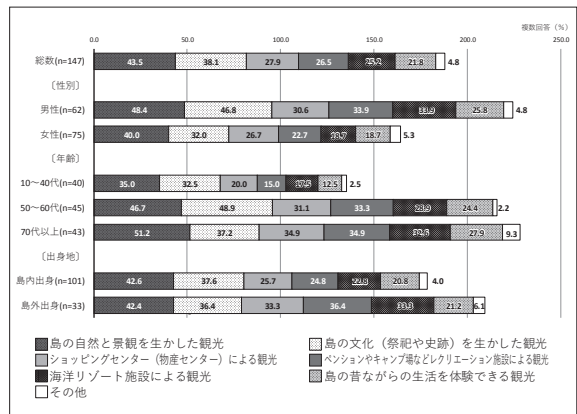 複数回答（%）
0.0 50.0 100.0 150.0 200.0 250.0
総数(n=147) 43.5 38.1 27.9 26.5 25.2 21.8 4.8
〔性別〕
男性(n=62) 48.4 46.8 30.6 33.9 33.9 25.8 4.8
女性(n=75) 40.0 32.0 26.7 22.7 18.7 18.7 5.3
〔年齢〕
10〜40代(n=40) 35.0 32.5 20.0 15.0 17.5 12.5 2.5
50〜60代(n=45) 46.7 48.9 31.1 33.3 28.9 24.4 2.2
70代以上(n=43) 51.2 37.2 34.9 34.9 32.6 27.9 9.3
〔出身地〕
島内出身(n=101) 42.6 37.6 25.7 24.8 22.8 20.8 4.0
島外出身(n=33) 42.4 36.4 33.3 36.4 33.3 21.2 6.1
島の自然と景観を生かした観光 島の文化（祭祀や史跡）を生かした観光
ショッピングセンター（物産センター）による観光 ペンションやキャンプ場などレクリエーション施設による観光
海洋リゾート施設による観光 島の昔ながらの生活を体験できる観光
その他